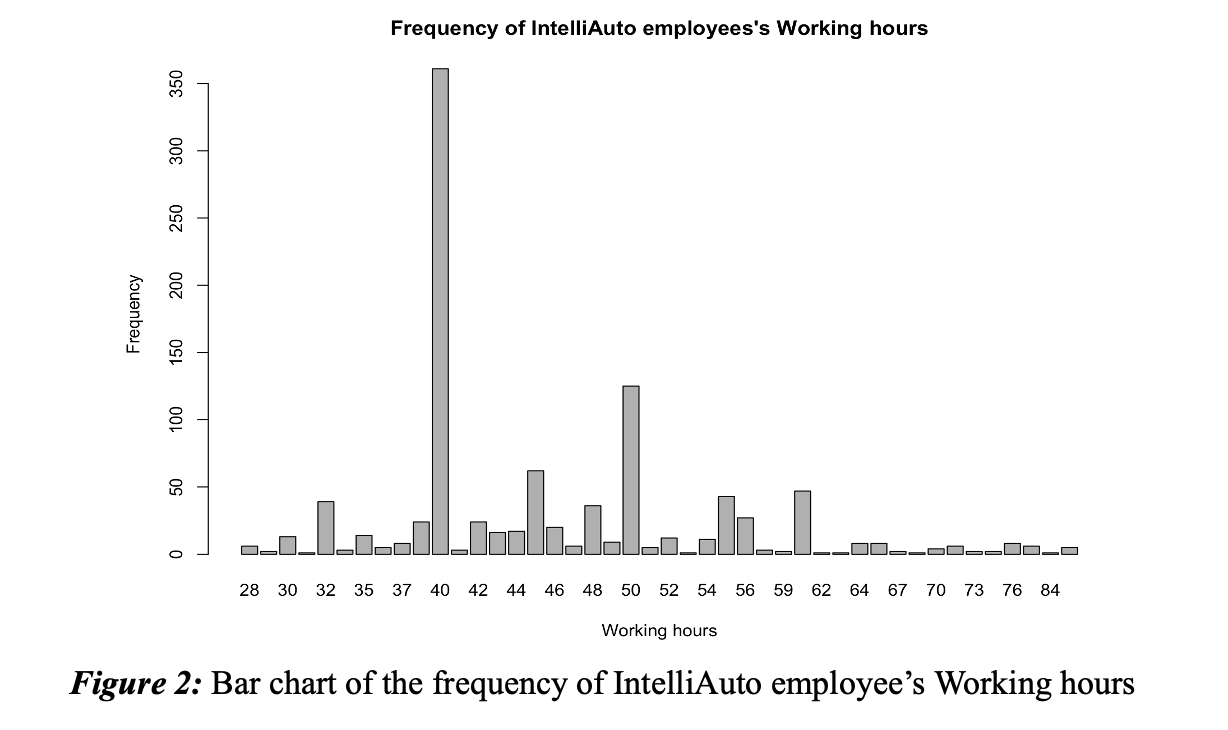 Frequency of IntelliAuto employees's Working hours
350
300
250
200
150
100
50
0
Frequency
28 30 32 35 37 40 42 44 46 48 50 52 54 56 59 62 64 67 70 73 76 84
Working hours
Figure 2: Bar chart of the frequency of IntelliAuto employee’s Working hours